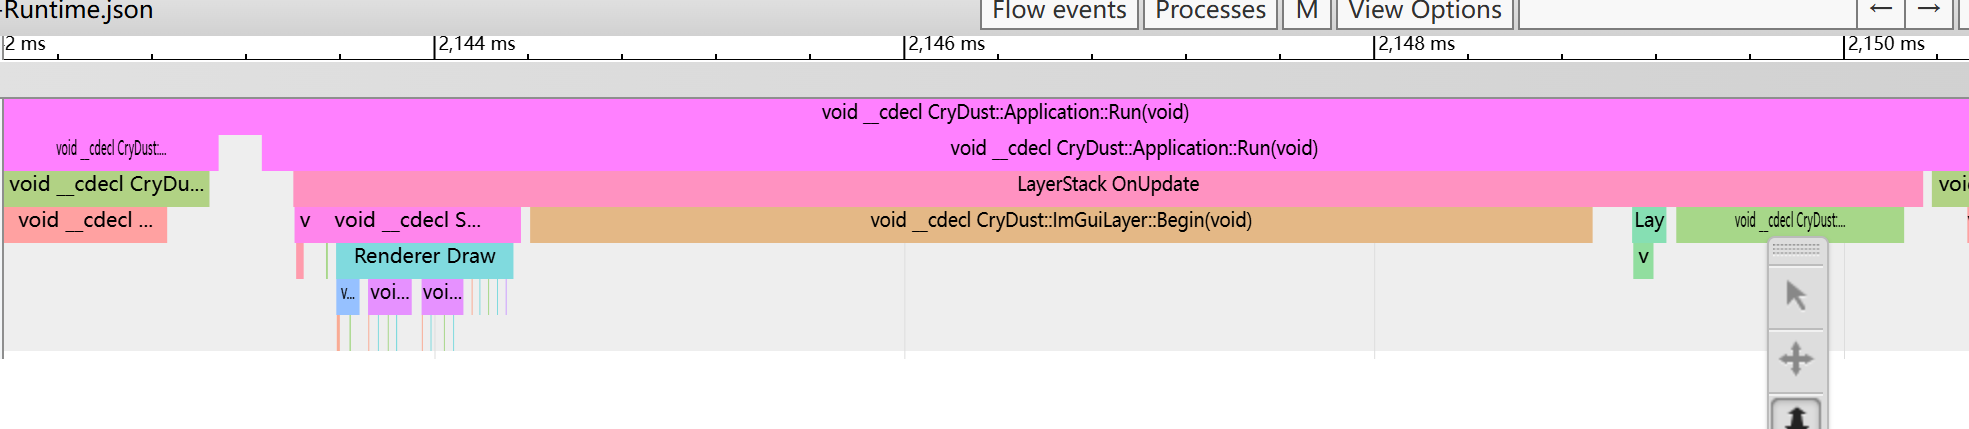 -Runtime.json Flow events Processes M View Options ← →
2 ms 2,144 ms 2,146 ms 2,148 ms 2,150 ms
void __cdecl CryDust::Application::Run(void)
void __cdecl CryDust:... void __cdecl CryDust::Application::Run(void)
void __cdecl CryDu... LayerStack OnUpdate voi
void __cdecl ... v void __cdecl S... void __cdecl CryDust::ImGuiLayer::Begin(void) Lay void __cdecl CryDust:...
Renderer Draw v
v... voi... voi...